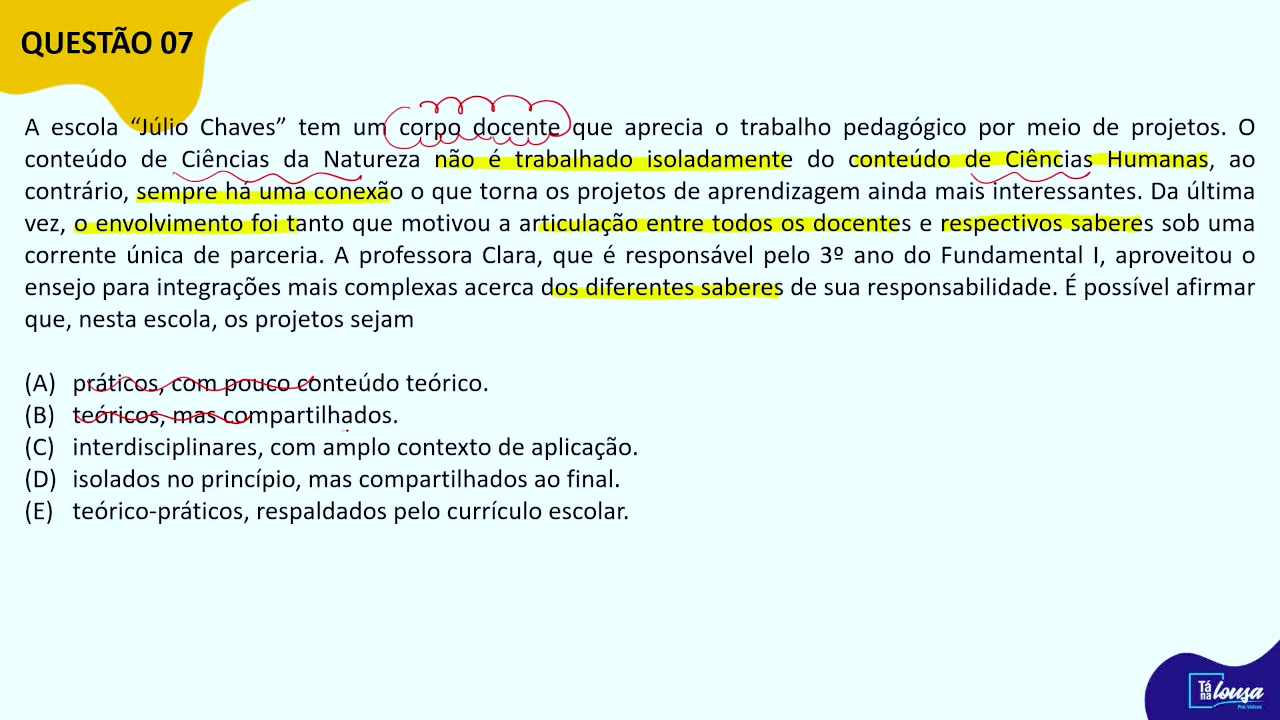 QUESTÃO 07
A escola “Júlio Chaves” tem um corpo docente que aprecia o trabalho pedagógico por meio de projetos. O
conteúdo de Ciências da Natureza não é trabalhado isoladamente do conteúdo de Ciências Humanas, ao
contrário, sempre há uma conexão o que torna os projetos de aprendizagem ainda mais interessantes. Da última
vez, o envolvimento foi tanto que motivou a articulação entre todos os docentes e respectivos saberes sob uma
corrente única de parceria. A professora Clara, que é responsável pelo 3º ano do Fundamental I, aproveitou o
ensejo para integrações mais complexas acerca dos diferentes saberes de sua responsabilidade. É possível afirmar
que, nesta escola, os projetos sejam
(A) práticos, com pouco conteúdo teórico.
(B) teóricos, mas compartilhados.
(C) interdisciplinares, com amplo contexto de aplicação.
(D) isolados no princípio, mas compartilhados ao final.
(E) teórico-práticos, respaldados pelo currículo escolar.
Tá
na lousa
Prof. Vinícius